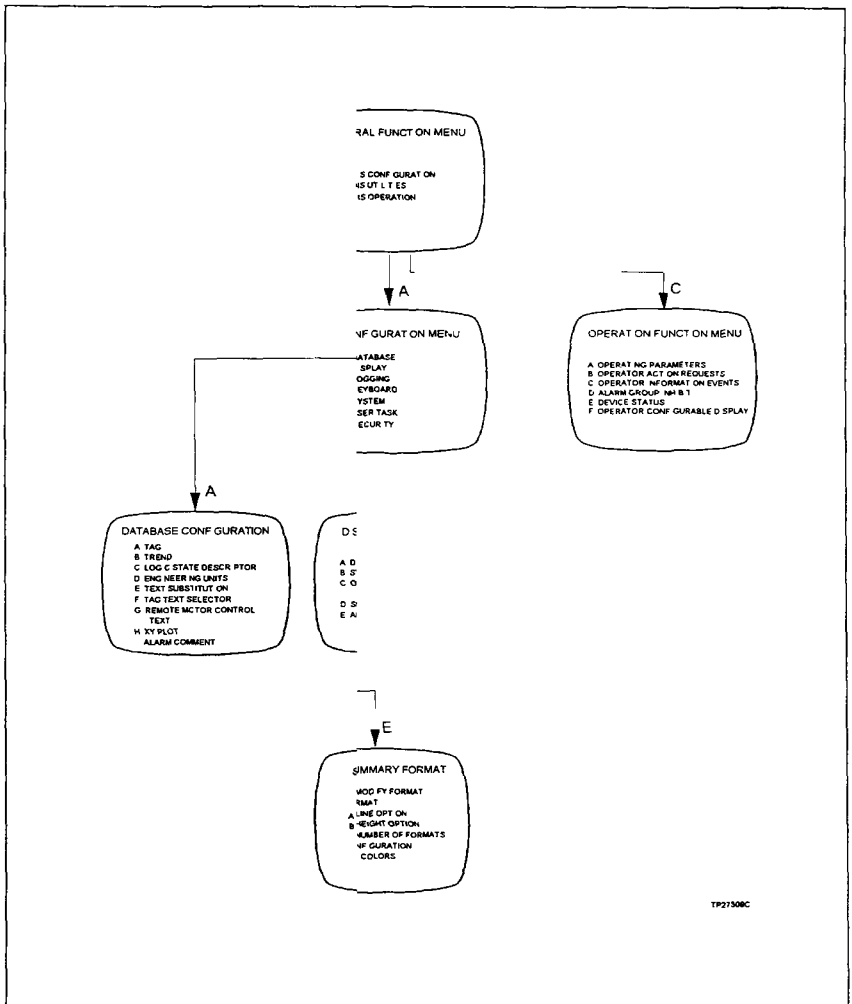 RAL FUNCT ON MENU
S CONF GURAT ON
NS UT L T ES
IS OPERATION
A
C
NF GURAT ON MENU
ATABASE
SPLAY
OGGING
EYBOARD
YSTEM
SER TASK
ECUR TY
OPERAT ON FUNCT ON MENU
A OPERAT NG PARAMETERS
B OPERATOR ACT ON REQUESTS
C OPERATOR NFORMAT ON EVENTS
D ALARM GROUP NH B T
E DEVICE STATUS
F OPERATOR CONF GURABLE D SPLAY
A
DATABASE CONF GURATION
A TAG
B TREND
C LOG C STATE DESCR PTOR
D ENG NEER NG UNITS
E TEXT SUBSTITUT ON
F TAG TEXT SELECTOR
G REMOTE MOTOR CONTROL
TEXT
H XY PLOT
ALARM COMMENT
D S
A D
B S
C O
D S
E A
E
SUMMARY FORMAT
MOD FY FORMAT
RMAT
A LINE OPT ON
B HEIGHT OPTION
NUMBER OF FORMATS
NF GURATION
COLORS
TP27309C